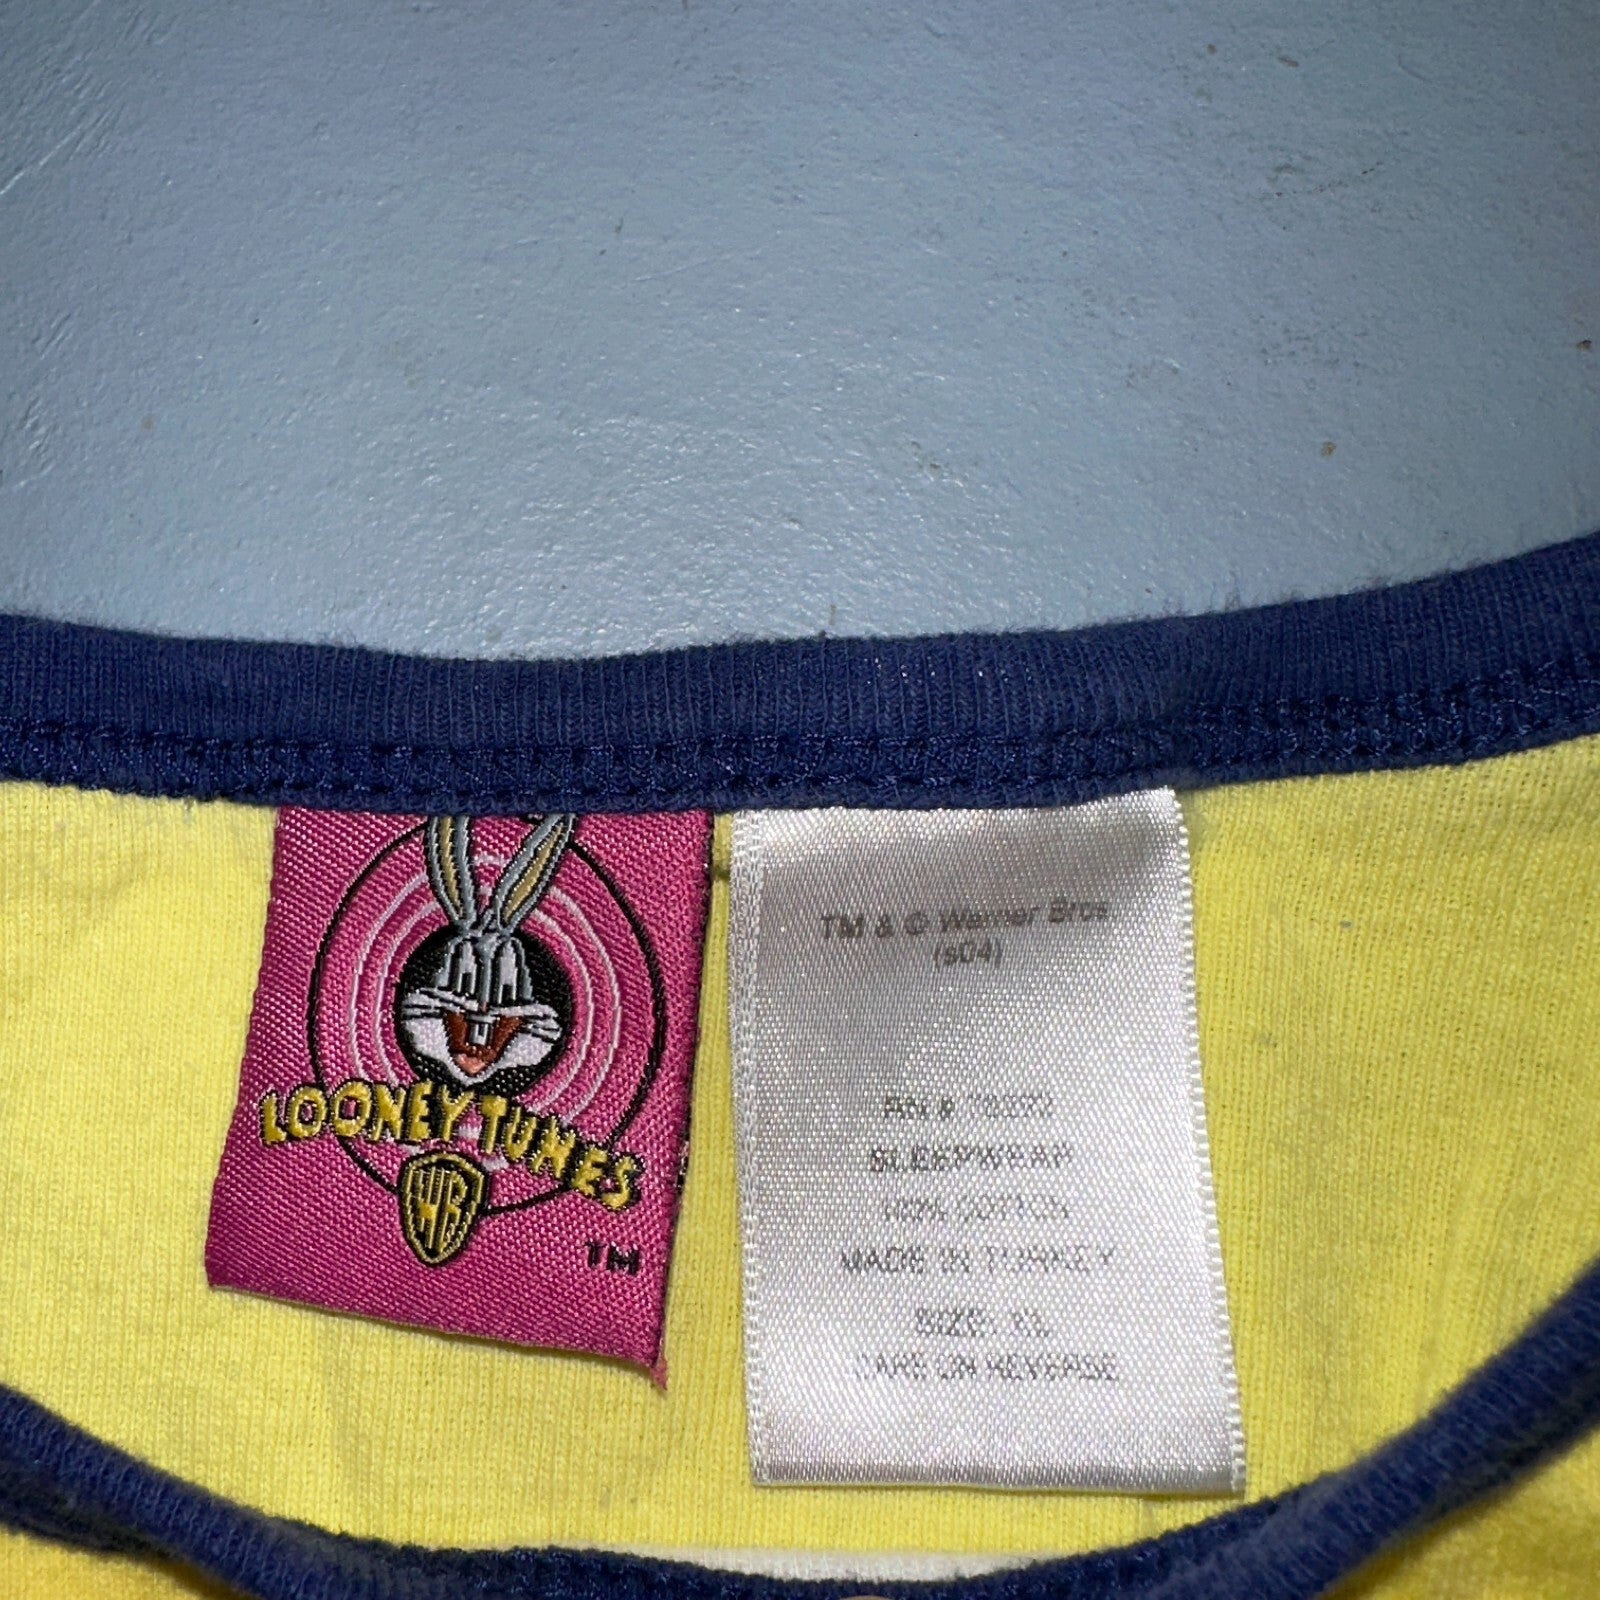 LOONEY TUNES
WB
TM
TM & © Warner Bros
(s04)
RN #
SLEEPWEAR
100% COTTON
MADE IN TURKEY
SIZE: XL
CARE ON REVERSE